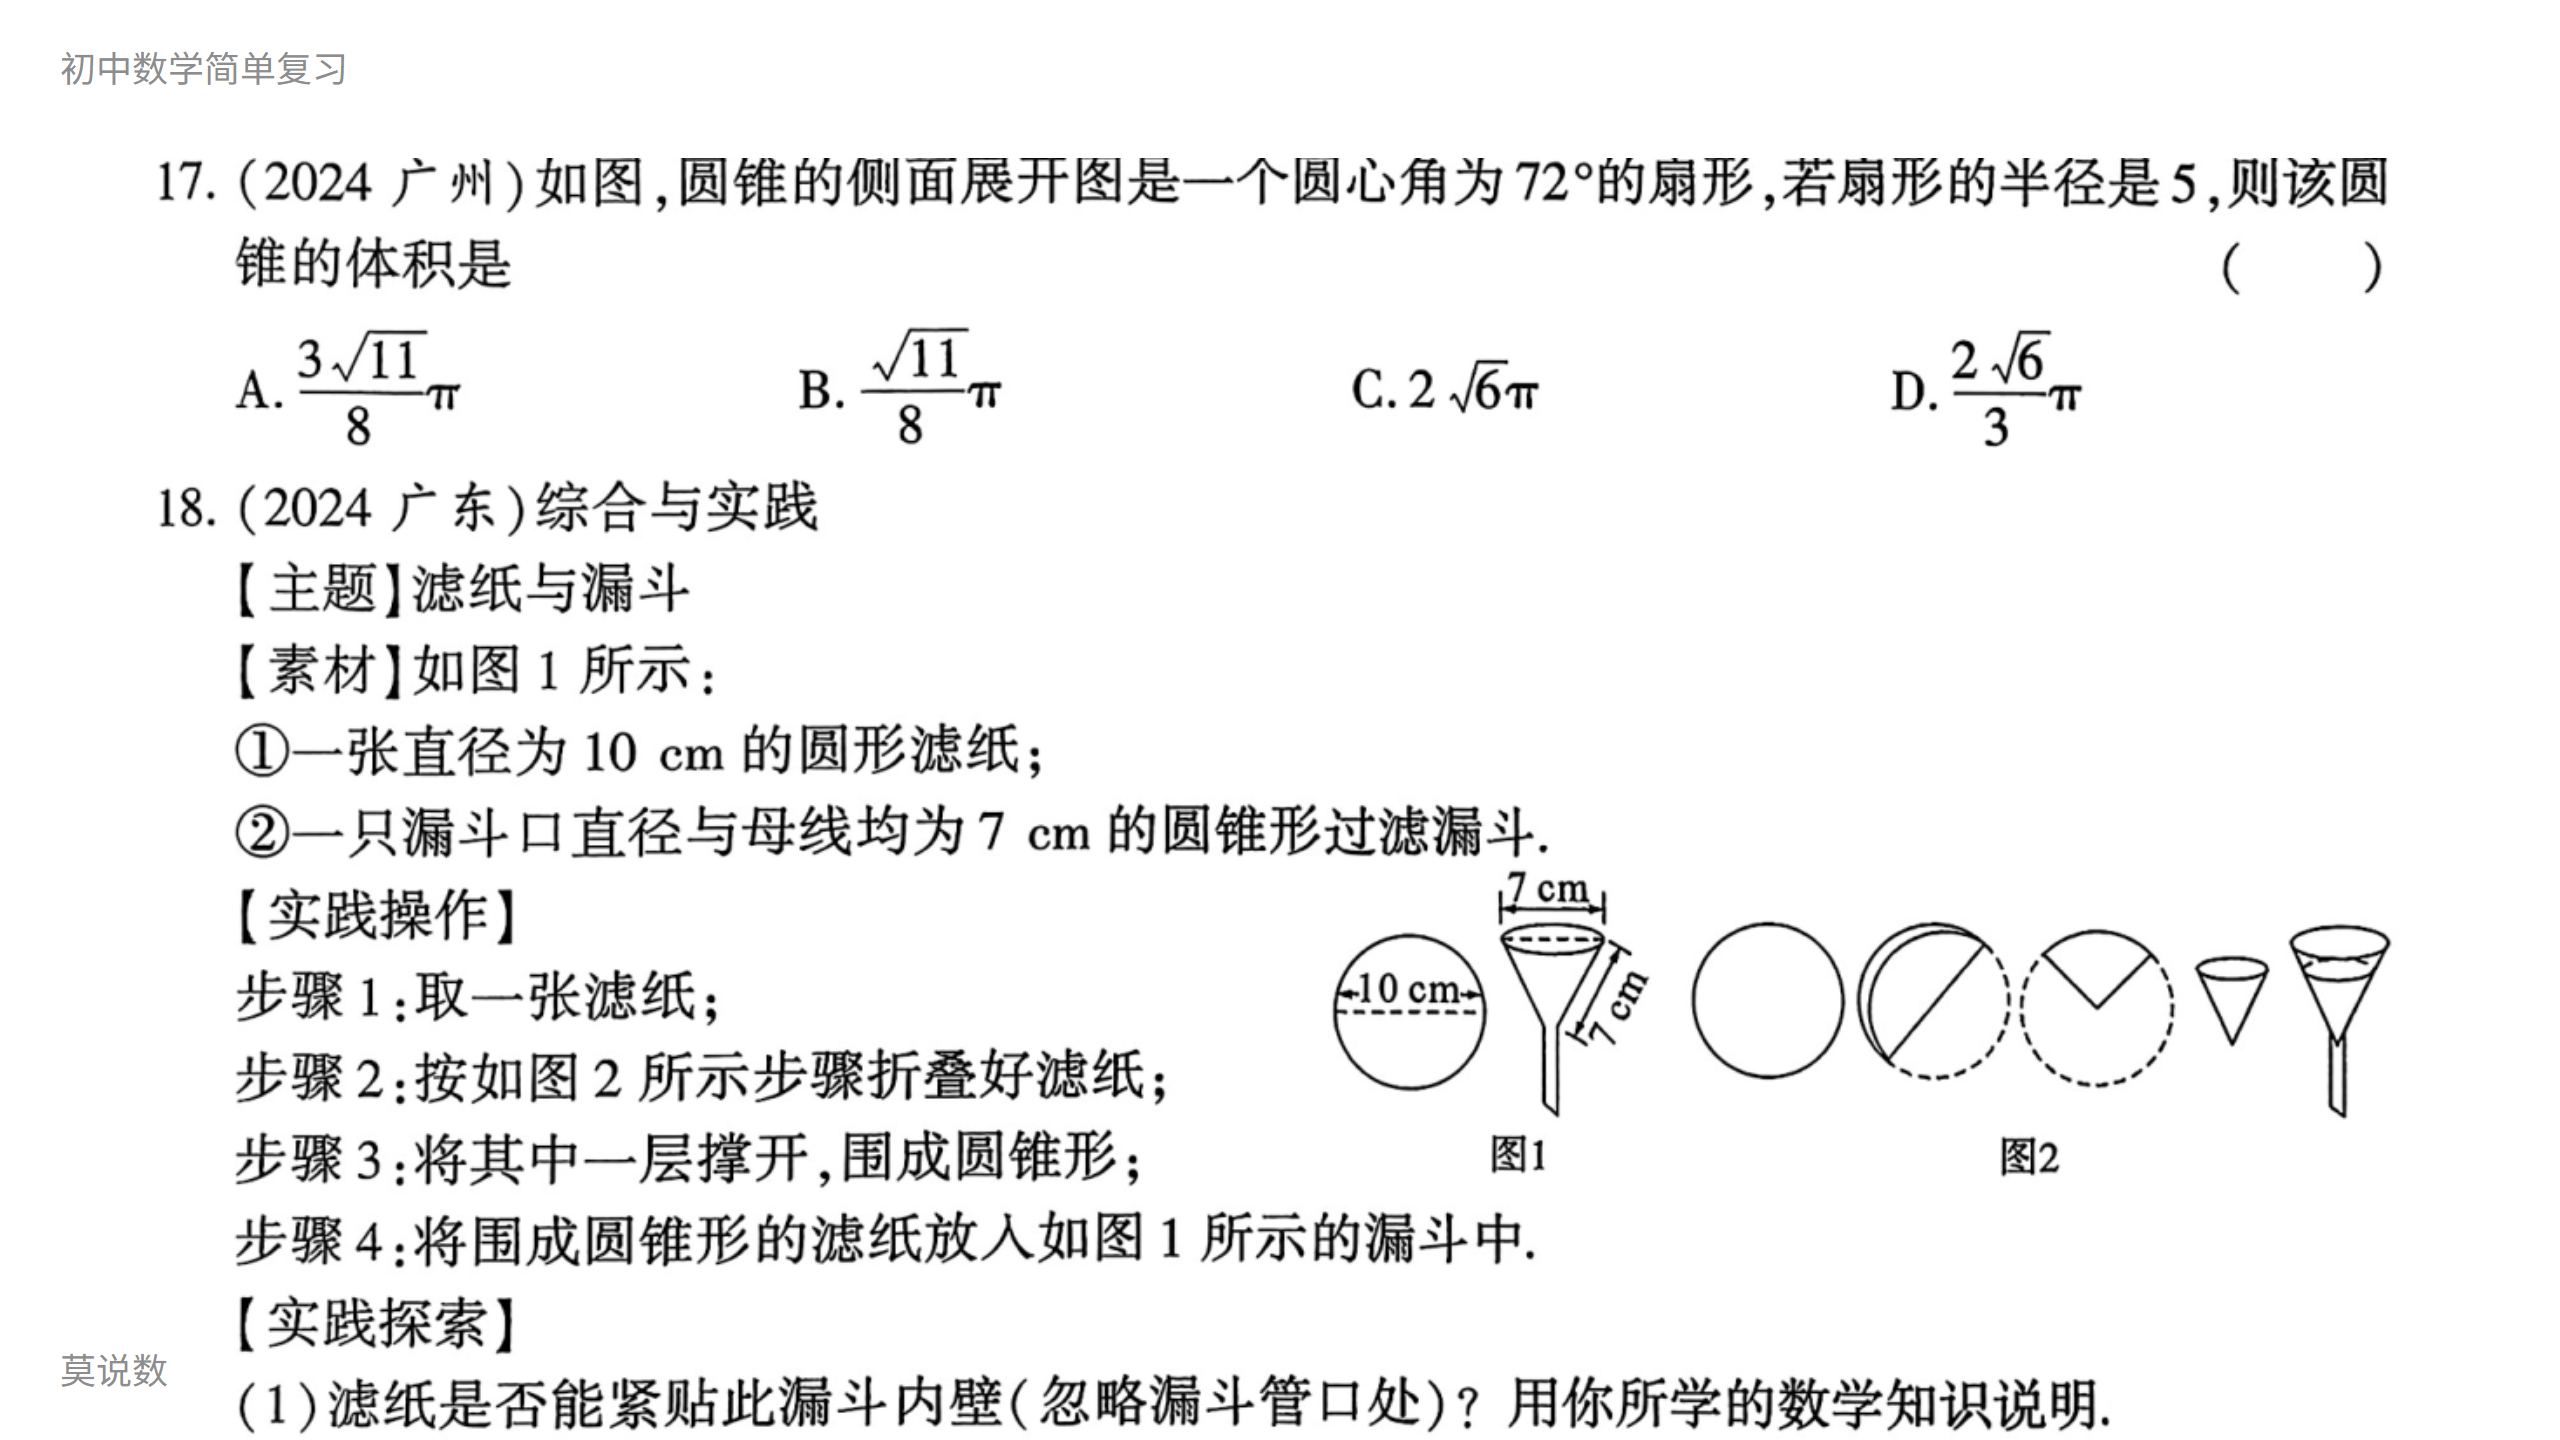 初中数学简单复习
17. (2024 广州)如图,圆锥的侧面展开图是一个圆心角为72°的扇形,若扇形的半径是5,则该圆
锥的体积是 (  )
A. 3√11/8 π B. √11/8 π C. 2√6π D. 2√6/3 π
18. (2024 广东)综合与实践
【主题】滤纸与漏斗
【素材】如图1所示:
①一张直径为10 cm的圆形滤纸;
②一只漏斗口直径与母线均为7 cm的圆锥形过滤漏斗.
【实践操作】
步骤1:取一张滤纸;
步骤2:按如图2所示步骤折叠好滤纸;
步骤3:将其中一层撑开,围成圆锥形;
步骤4:将围成圆锥形的滤纸放入如图1所示的漏斗中.
7 cm
10 cm
7 cm
图1
图2
【实践探索】
(1)滤纸是否能紧贴此漏斗内壁(忽略漏斗管口处)? 用你所学的数学知识说明.
莫说数